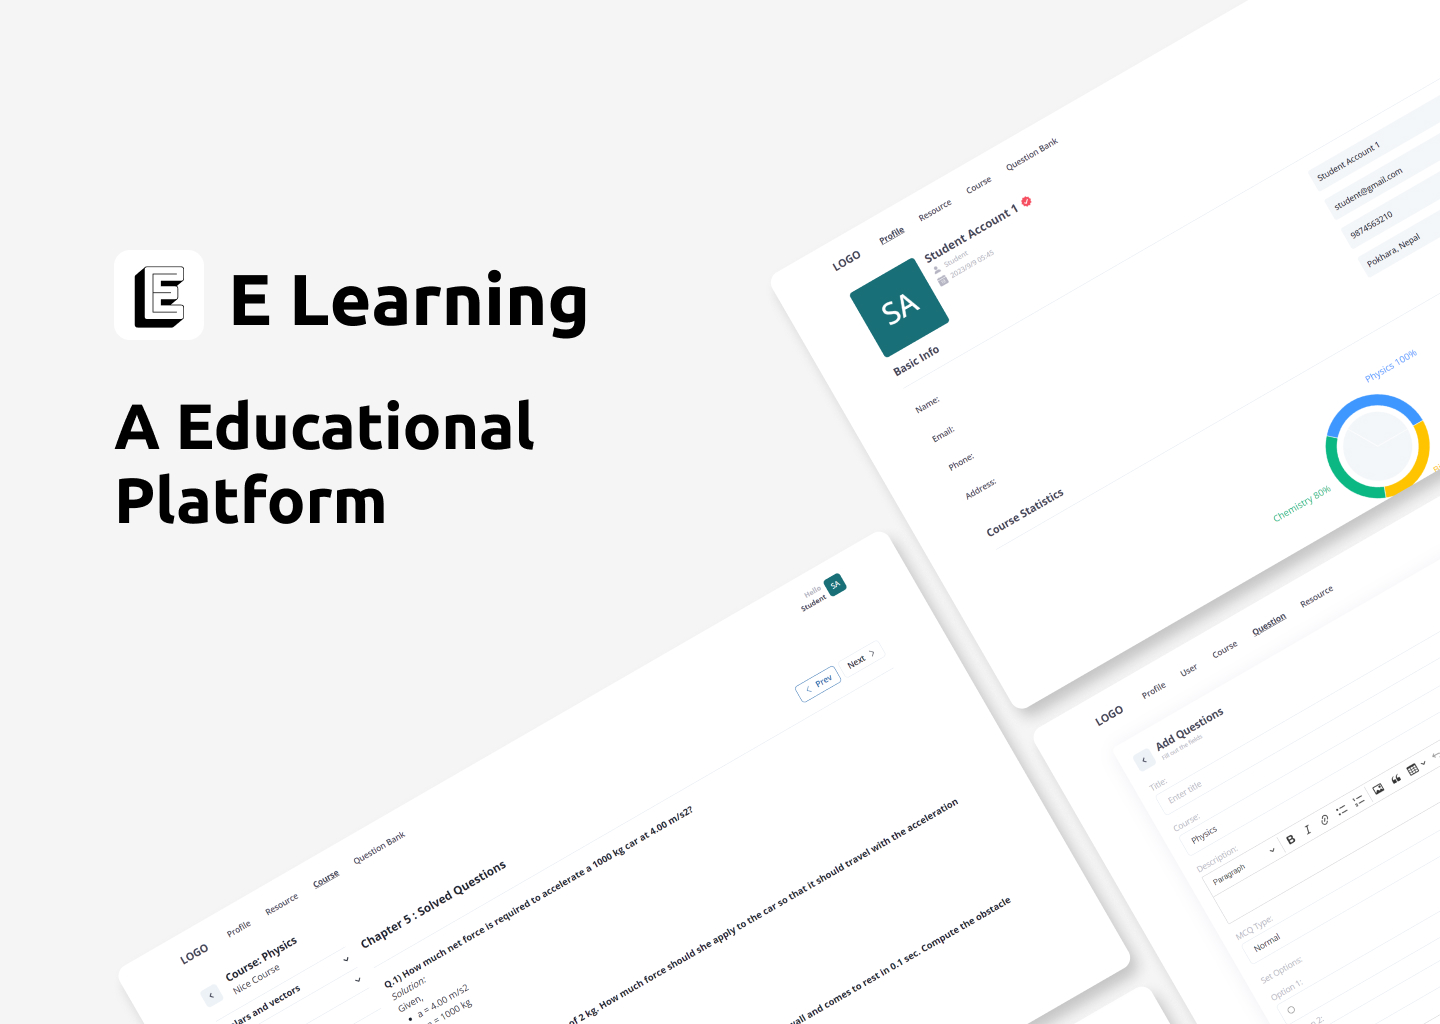 E Learning
A Educational
Platform
LOGO Profile Resource Course Question Bank
SA
Student Account 1
Student
2023/9/9 05:45
Basic Info
Name:
Student Account 1
Email:
student@gmail.com
Phone:
9874563210
Address:
Pokhara, Nepal
Course Statistics
Physics 100%
Chemistry 80%
Hello
Student
SA
LOGO Profile Resource Course Question Bank
Prev
Next
Course: Physics
Nice Course
and vectors
Chapter 5 : Solved Questions
Q.1) How much net force is required to accelerate a 1000 kg car at 4.00 m/s2?
Solution:
Given,
a = 4.00 m/s2
= 1000 kg
of 2 kg. How much force should she apply to the car so that it should travel with the acceleration
and comes to rest in 0.1 sec. Compute the obstacle
LOGO Profile User Course Question Resource
Add Questions
Fill out the fields
Title:
Enter title
Course:
Physics
Description:
Paragraph B I
MCQ Type:
Normal
Set Options:
Option 1:
2: